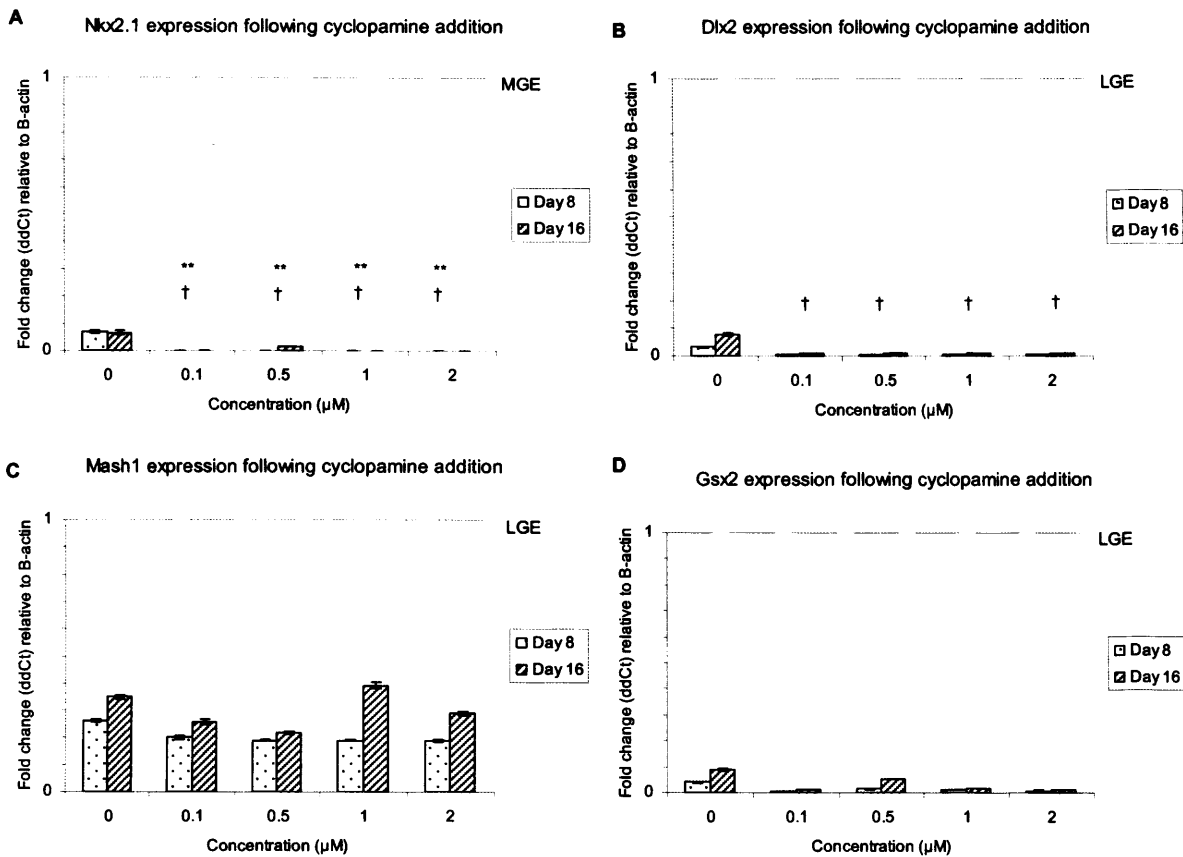 A
Nkx2.1 expression following cyclopamine addition
Fold change (ddCt) relative to B-actin
1
0
MGE
Day 8
Day 16
** ** ** **
† † † †
0 0.1 0.5 1 2
Concentration (µM)
B
Dlx2 expression following cyclopamine addition
Fold change (ddCt) relative to B-actin
1
0
LGE
Day 8
Day 16
† † † †
0 0.1 0.5 1 2
Concentration (µM)
C
Mash1 expression following cyclopamine addition
Fold change (ddCt) relative to B-actin
1
0
LGE
Day 8
Day 16
0 0.1 0.5 1 2
Concentration (µM)
D
Gsx2 expression following cyclopamine addition
Fold change (ddCt) relative to B-actin
1
0
LGE
Day 8
Day 16
0 0.1 0.5 1 2
Concentration (µM)